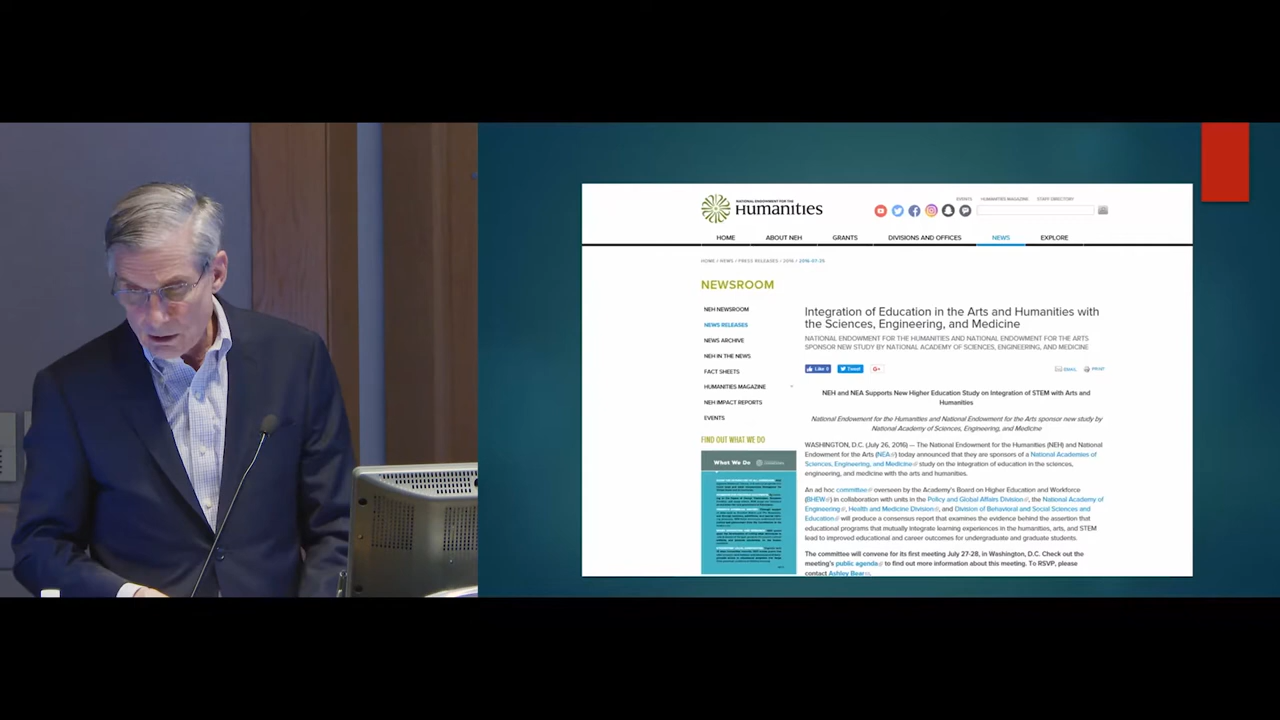 NATIONAL ENDOWMENT FOR THE
HUMANITIES
EVENTS HUMANITIES MAGAZINE STAFF DIRECTORY
HOME ABOUT NEH GRANTS DIVISIONS AND OFFICES NEWS EXPLORE
HOME / NEWS / PRESS RELEASES / 2016 / 2016-07-26
NEWSROOM
NEH NEWSROOM
NEWS RELEASES
NEWS ARCHIVE
NEH IN THE NEWS
FACT SHEETS
HUMANITIES MAGAZINE
NEH IMPACT REPORTS
EVENTS
FIND OUT WHAT WE DO
What We Do
Integration of Education in the Arts and Humanities with
the Sciences, Engineering, and Medicine
NATIONAL ENDOWMENT FOR THE HUMANITIES AND NATIONAL ENDOWMENT FOR THE ARTS
SPONSOR NEW STUDY BY NATIONAL ACADEMY OF SCIENCES, ENGINEERING, AND MEDICINE
Like 0 Tweet G+ EMAIL PRINT
NEH and NEA Supports New Higher Education Study on Integration of STEM with Arts and
Humanities
National Endowment for the Humanities and National Endowment for the Arts sponsor new study by
National Academy of Sciences, Engineering, and Medicine
WASHINGTON, D.C. (July 26, 2016) — The National Endowment for the Humanities (NEH) and National
Endowment for the Arts (NEA) today announced that they are sponsors of a National Academies of
Sciences, Engineering, and Medicine study on the integration of education in the sciences,
engineering, and medicine with the arts and humanities.
An ad hoc committee overseen by the Academy's Board on Higher Education and Workforce
(BHEW) in collaboration with units in the Policy and Global Affairs Division, the National Academy of
Engineering, Health and Medicine Division, and Division of Behavioral and Social Sciences and
Education will produce a consensus report that examines the evidence behind the assertion that
educational programs that mutually integrate learning experiences in the humanities, arts, and STEM
lead to improved educational and career outcomes for undergraduate and graduate students.
The committee will convene for its first meeting July 27-28, in Washington, D.C. Check out the
meeting's public agenda to find out more information about this meeting. To RSVP, please
contact Ashley Bear.